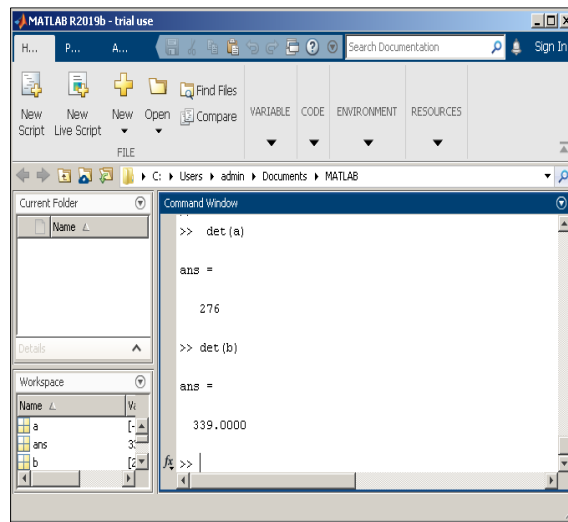 MATLAB R2019b - trial use
H... P... A... Search Documentation Sign In
New Script
New Live Script
New
Open
Find Files
Compare
FILE
VARIABLE
CODE
ENVIRONMENT
RESOURCES
C: Users admin Documents MATLAB
Current Folder
Name
Details
Workspace
Name
a [-
ans 33
b [2
Command Window
>> det(a)
ans =
276
>> det(b)
ans =
339.0000
fx >>